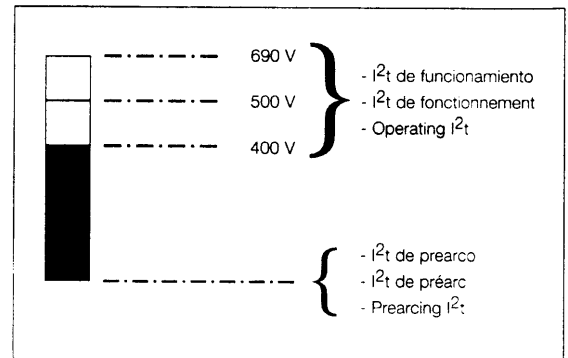 690 V
500 V
400 V
- I²t de funcionamiento
- I²t de fonctionnement
- Operating I²t
- I²t de prearco
- I²t de préarc
- Prearcing I²t